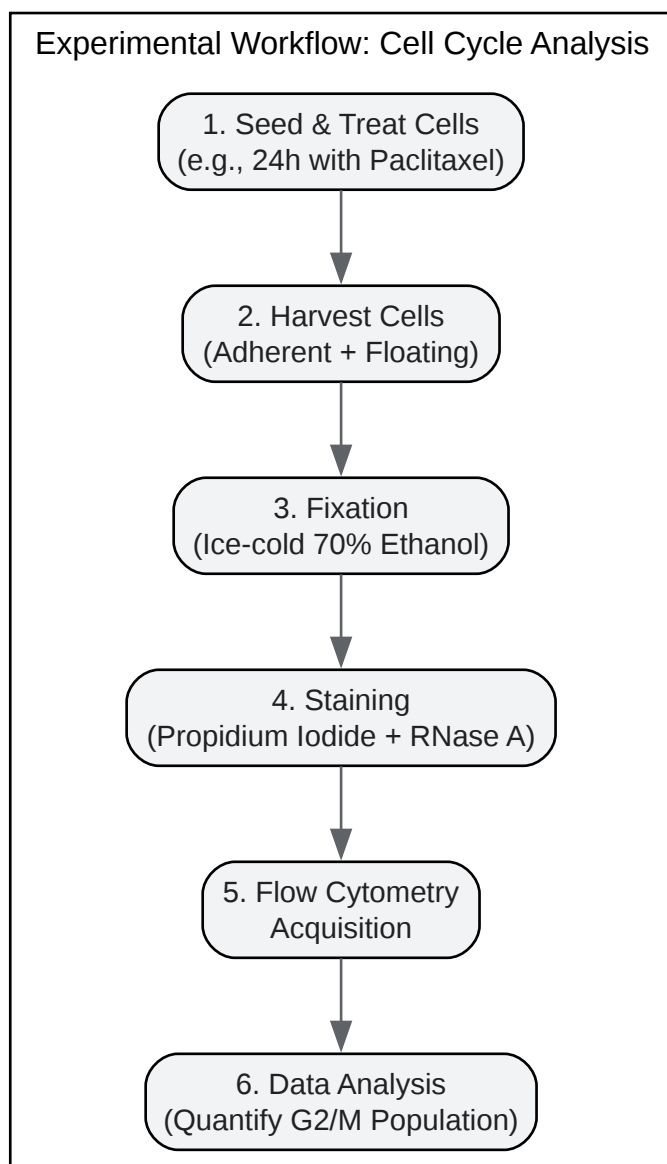 Experimental Workflow: Cell Cycle Analysis
1. Seed & Treat Cells
(e.g., 24h with Paclitaxel)
2. Harvest Cells
(Adherent + Floating)
3. Fixation
(Ice-cold 70% Ethanol)
4. Staining
(Propidium Iodide + RNase A)
5. Flow Cytometry
Acquisition
6. Data Analysis
(Quantify G2/M Population)